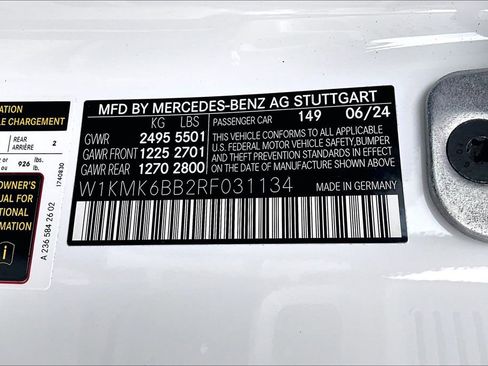 ATION
LE CHARGEMENT
REAR
ARRIÈRE
2
or
ou
926 lbs.
lb.
1740830
OWNER'S
UAL FOR
TIONAL
RMATION
i
A 236 584 26 02
MFD BY MERCEDES-BENZ AG STUTTGART
KG LBS PASSENGER CAR 149 06/24
GVWR 2495 5501
GAWR FRONT 1225 2701
GAWR REAR 1270 2800
THIS VEHICLE CONFORMS TO ALL APPLICABLE
U.S. FEDERAL MOTOR VEHICLE SAFETY,BUMPER
AND THEFT PREVENTION STANDARDS IN EFFECT
ON THE DATE OF MANUFACTURE SHOWN ABOVE.
W1KMK6BB2RF031134 MADE IN GERMANY